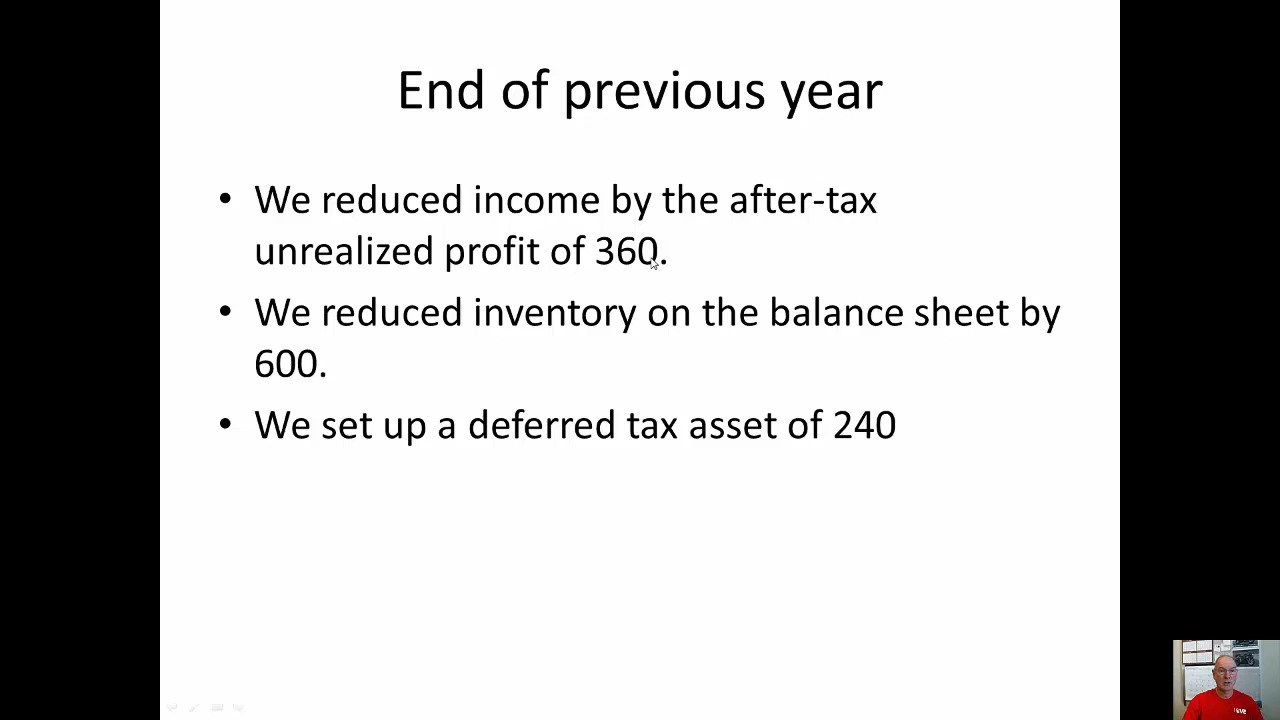 End of previous year
• We reduced income by the after-tax
unrealized profit of 360.
• We reduced inventory on the balance sheet by
600.
• We set up a deferred tax asset of 240